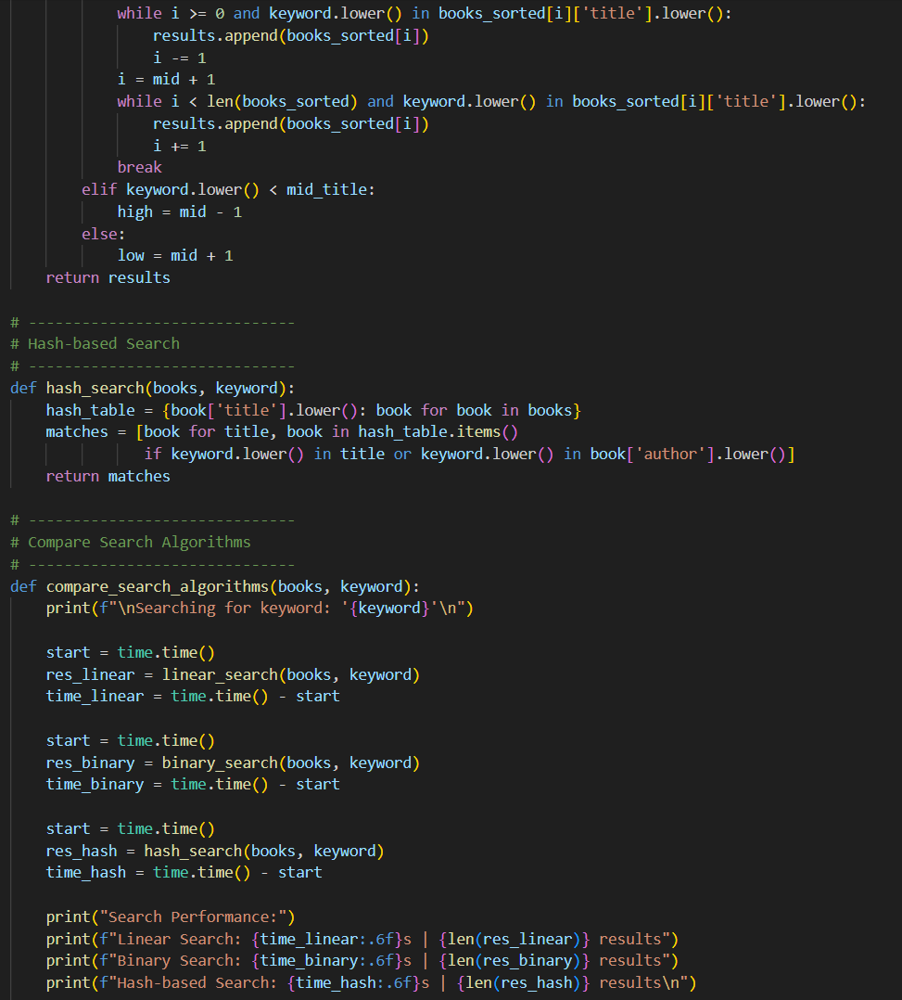 while i >= 0 and keyword.lower() in books_sorted[i]['title'].lower():
                results.append(books_sorted[i])
                i -= 1
            i = mid + 1
            while i < len(books_sorted) and keyword.lower() in books_sorted[i]['title'].lower():
                results.append(books_sorted[i])
                i += 1
            break
        elif keyword.lower() < mid_title:
            high = mid - 1
        else:
            low = mid + 1
    return results

# ------------------------------
# Hash-based Search
# ------------------------------
def hash_search(books, keyword):
    hash_table = {book['title'].lower(): book for book in books}
    matches = [book for title, book in hash_table.items()
               if keyword.lower() in title or keyword.lower() in book['author'].lower()]
    return matches

# ------------------------------
# Compare Search Algorithms
# ------------------------------
def compare_search_algorithms(books, keyword):
    print(f"\nSearching for keyword: '{keyword}'\n")

    start = time.time()
    res_linear = linear_search(books, keyword)
    time_linear = time.time() - start

    start = time.time()
    res_binary = binary_search(books, keyword)
    time_binary = time.time() - start

    start = time.time()
    res_hash = hash_search(books, keyword)
    time_hash = time.time() - start

    print("Search Performance:")
    print(f"Linear Search: {time_linear:.6f}s | {len(res_linear)} results")
    print(f"Binary Search: {time_binary:.6f}s | {len(res_binary)} results")
    print(f"Hash-based Search: {time_hash:.6f}s | {len(res_hash)} results\n")